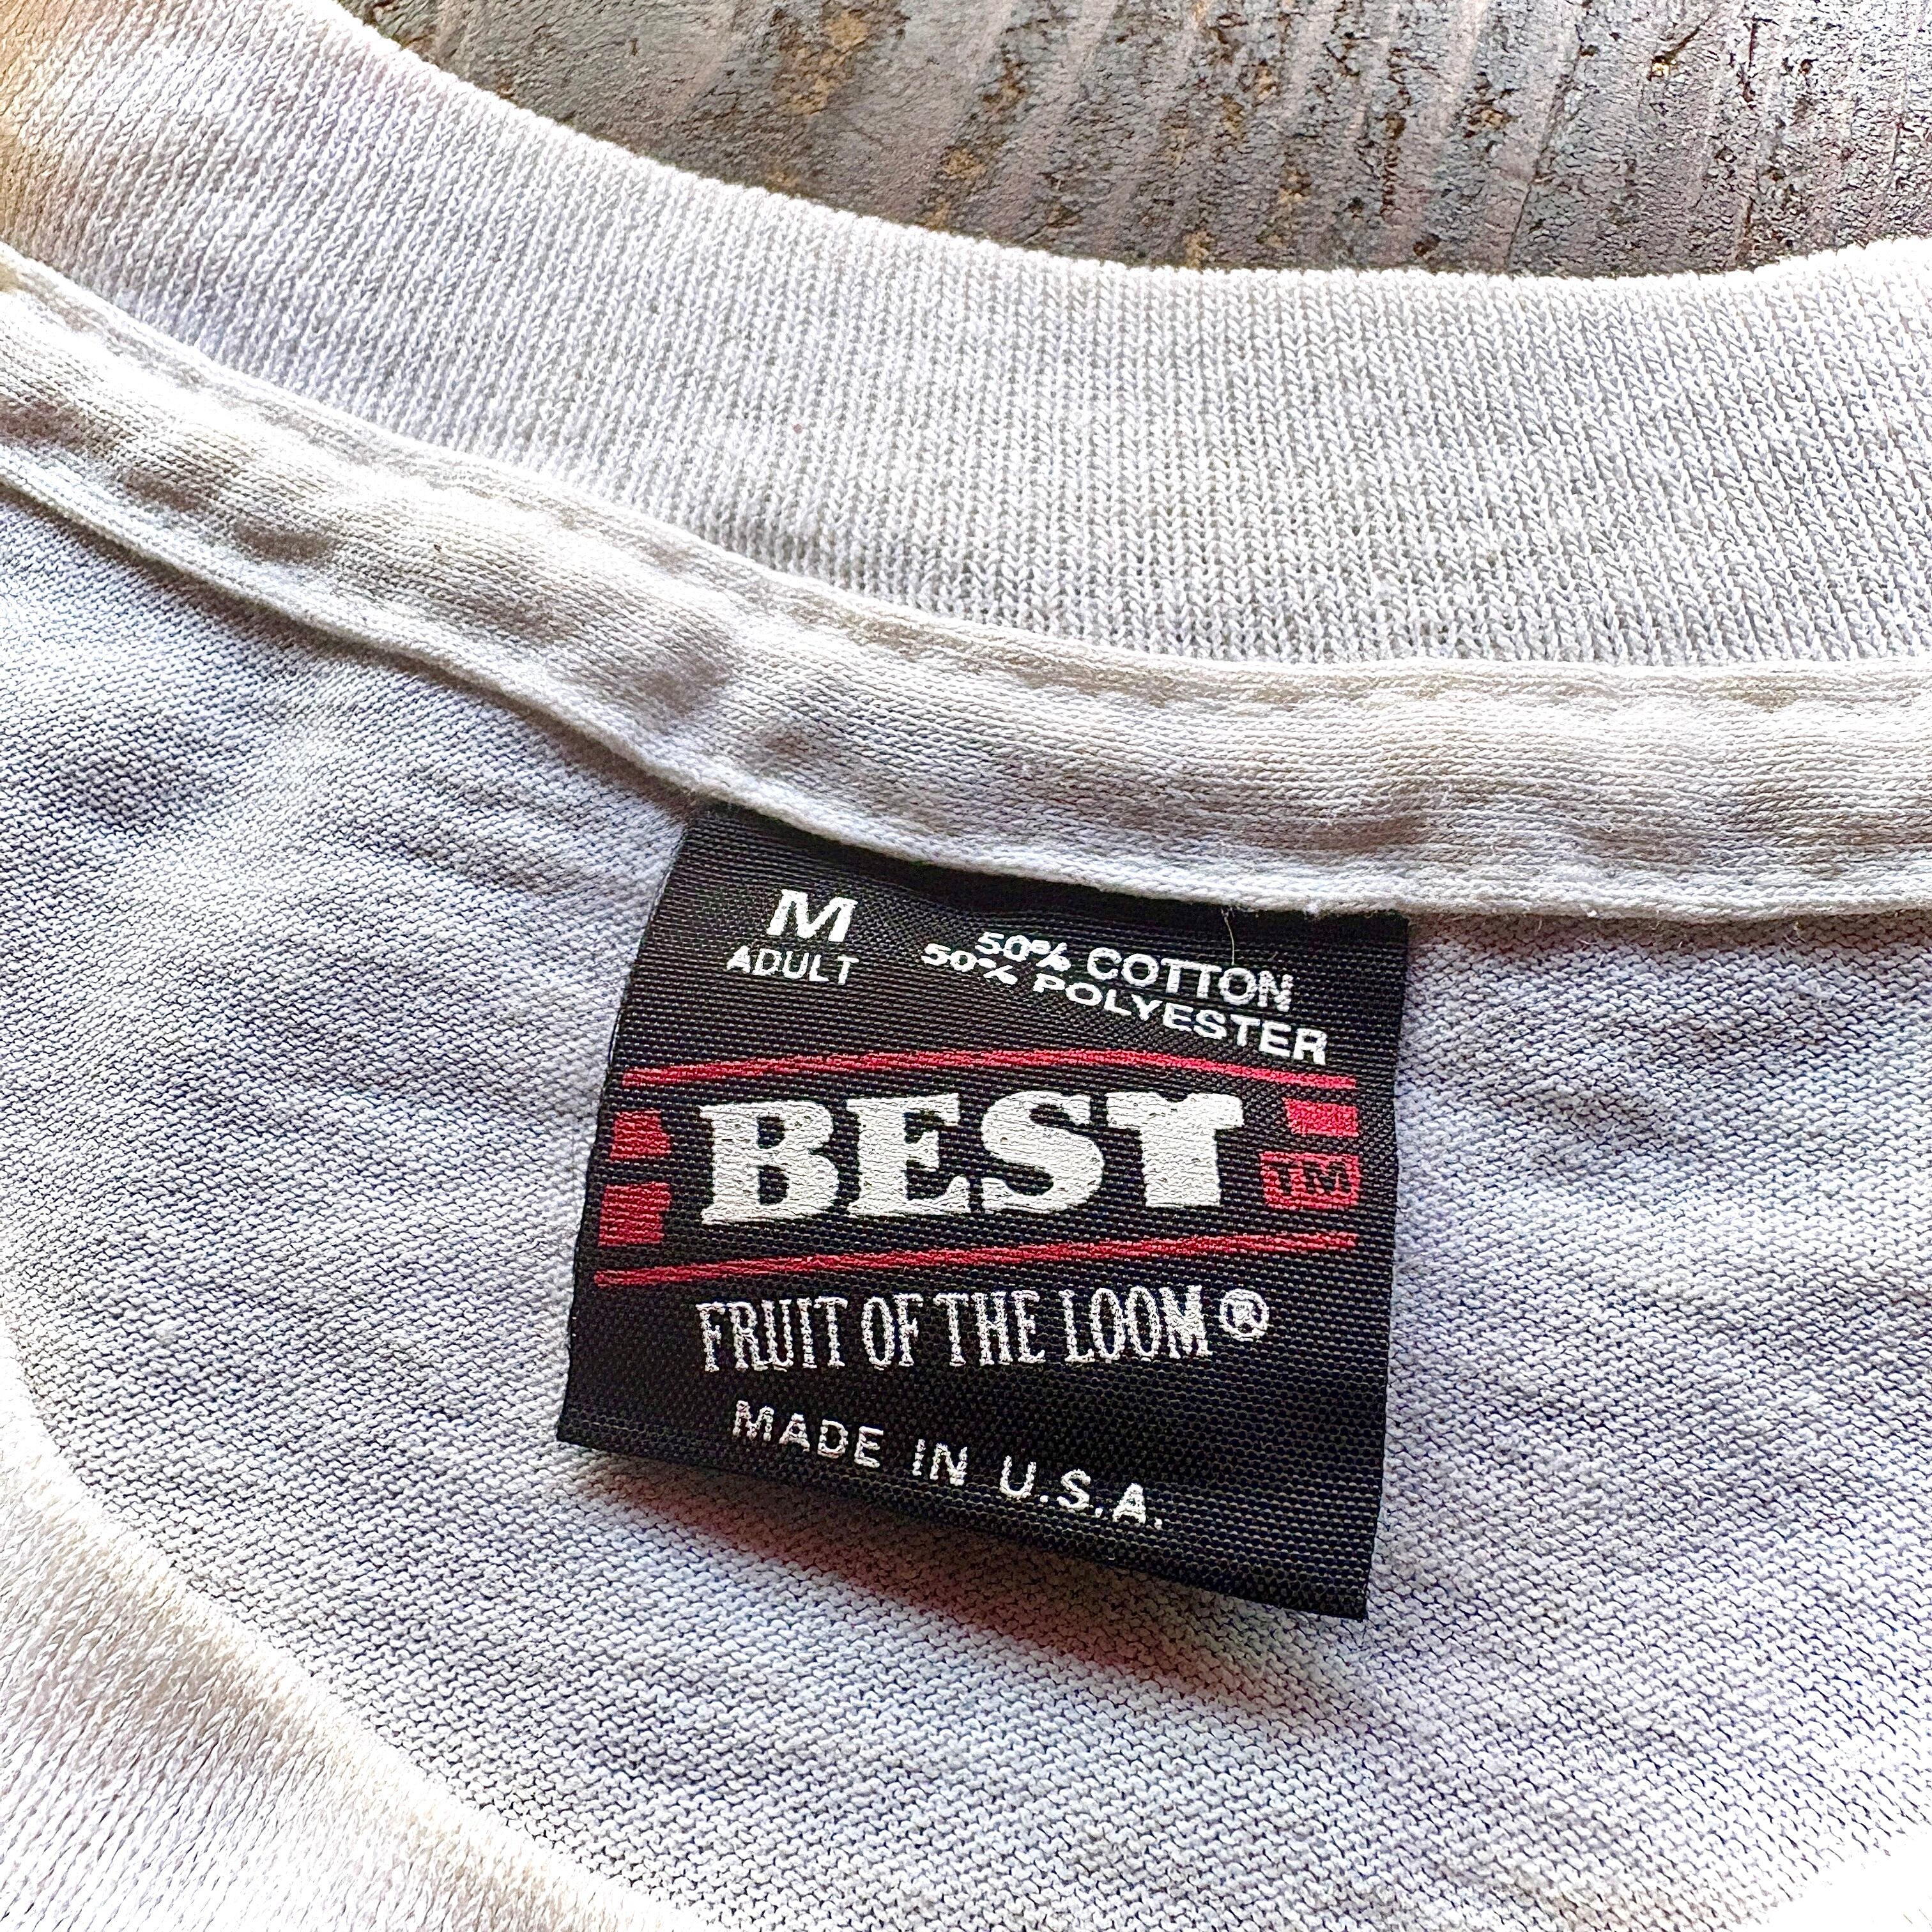 M
ADULT
50% COTTON
50% POLYESTER
BEST
TM
FRUIT OF THE LOOM®
MADE IN U.S.A.